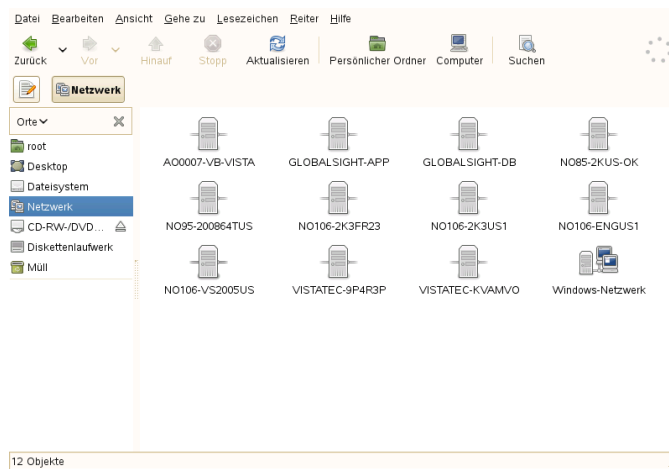 Datei Bearbeiten Ansicht Gehe zu Lesezeichen Reiter Hilfe
Zurück Vor Hinauf Stopp Aktualisieren Persönlicher Ordner Computer Suchen
Netzwerk
Orte
root
Desktop
Dateisystem
Netzwerk
CD-RW-/DVD...
Diskettenlaufwerk
Müll
AO0007-VB-VISTA GLOBALSIGHT-APP GLOBALSIGHT-DB NO85-2KUS-OK
NO95-200864TUS NO106-2K3FR23 NO106-2K3US1 NO106-ENGUS1
NO106-VS2005US VISTATEC-9P4R3P VISTATEC-KVAMVO Windows-Netzwerk
12 Objekte